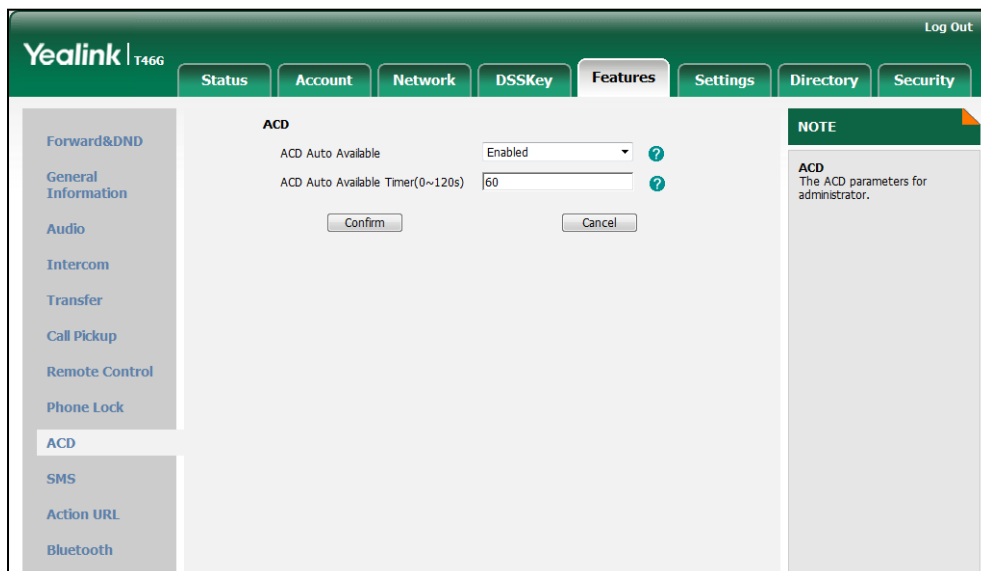 Log Out
Yealink | T46G
Status
Account
Network
DSSKey
Features
Settings
Directory
Security
Forward&DND
General
Information
Audio
Intercom
Transfer
Call Pickup
Remote Control
Phone Lock
ACD
SMS
Action URL
Bluetooth
ACD
ACD Auto Available
Enabled
?
ACD Auto Available Timer(0~120s)
60
?
Confirm
Cancel
NOTE
ACD
The ACD parameters for
administrator.